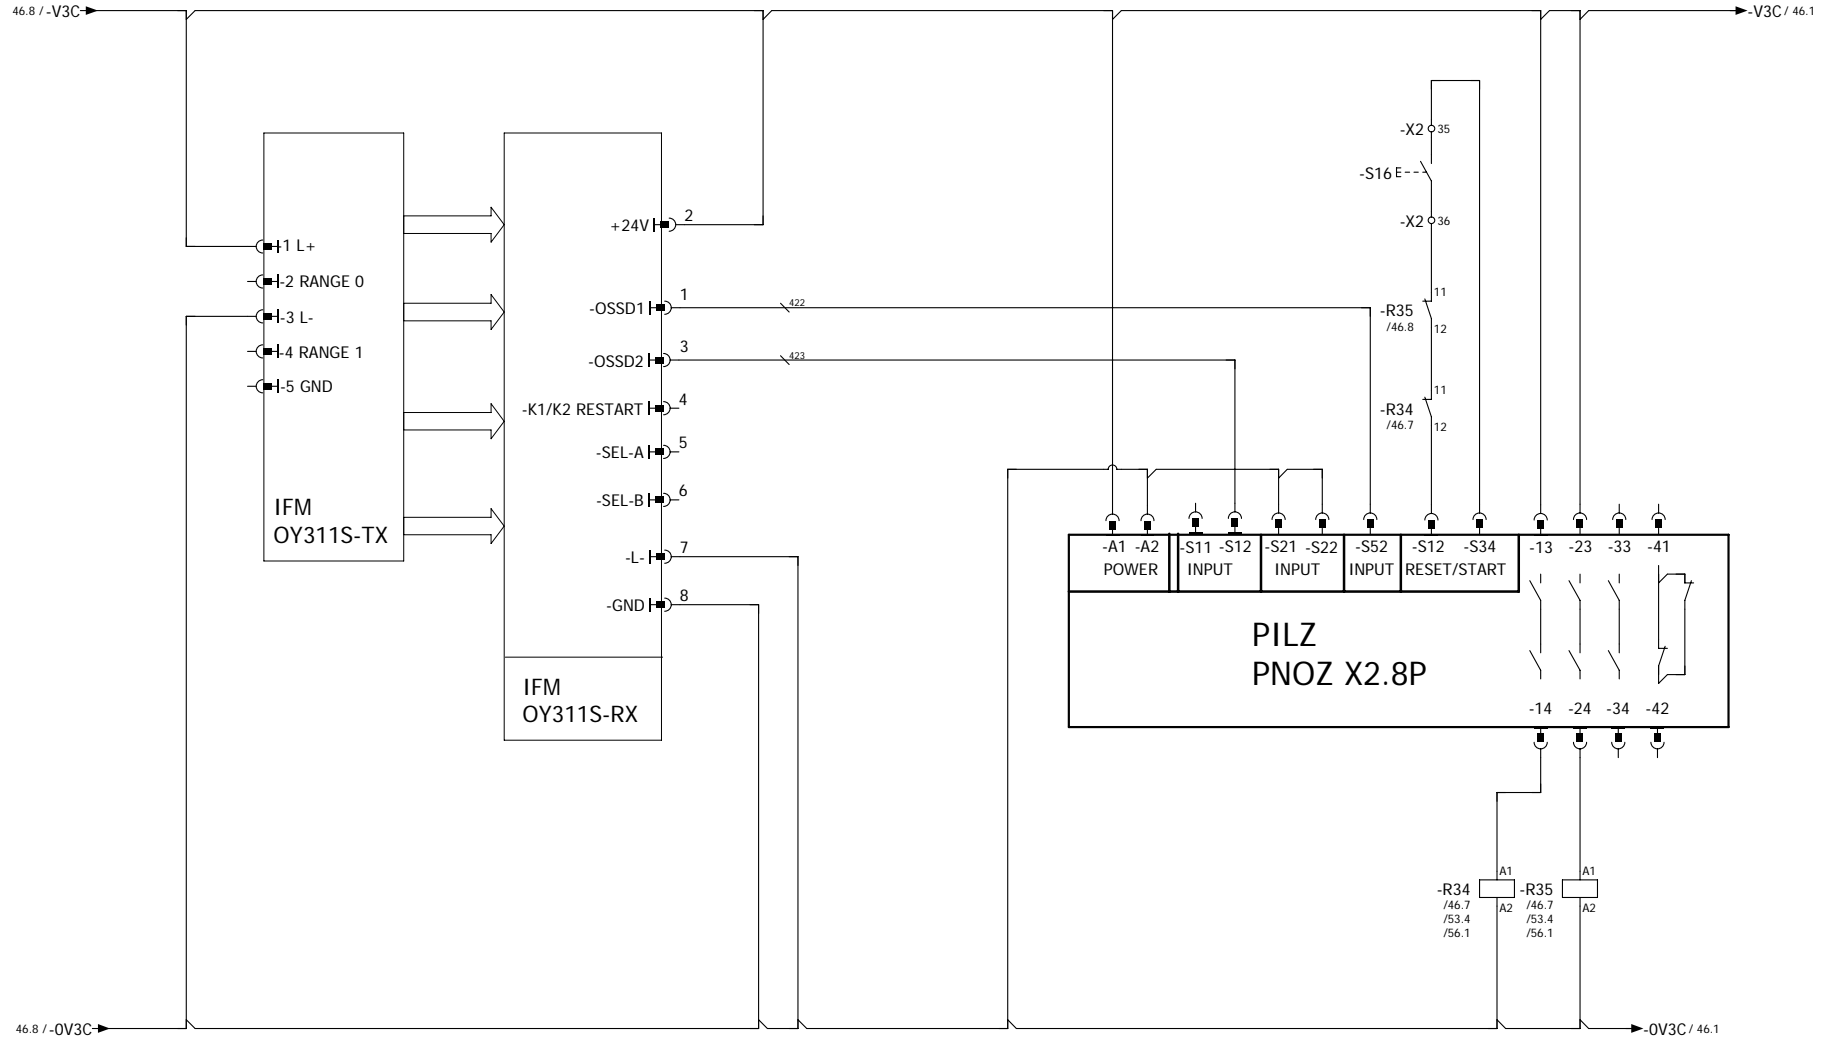 46.8 / -V3C
-V3C / 46.1
-X2 35
-S16
-X2 36
11
-R35
/46.8
12
11
-R34
/46.7
12
-1 L+
-2 RANGE 0
-3 L-
-4 RANGE 1
-5 GND
IFM
OY311S-TX
+24V 2
-OSSD1 1
422
-OSSD2 3
423
-K1/K2 RESTART 4
-SEL-A 5
-SEL-B 6
-L- 7
-GND 8
IFM
OY311S-RX
-A1 -A2 -S11 -S12 -S21 -S22 -S52 -S12 -S34 -13 -23 -33 -41
POWER INPUT INPUT INPUT RESET/START
PILZ
PNOZ X2.8P
-14 -24 -34 -42
A1
-R34
/46.7
/53.4
/56.1
A2
A1
-R35
/46.7
/53.4
/56.1
A2
46.8 / -0V3C
-0V3C / 46.1